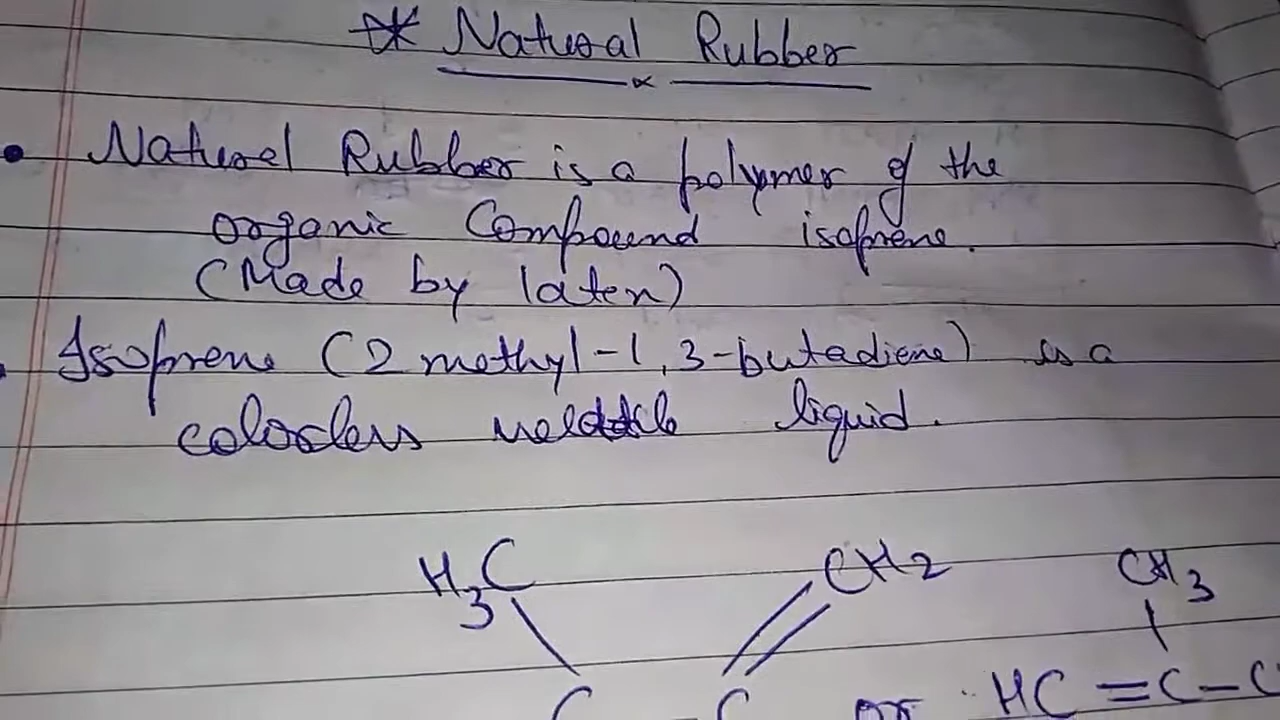 * Natural Rubber
• Natural Rubber is a polymer of the
organic Compound isoprene.
(Made by latex)
• Isoprene (2 methyl-1,3-butadiene) is a
colorless liquid.
H3C CH2 CH3
C C or HC=C-C